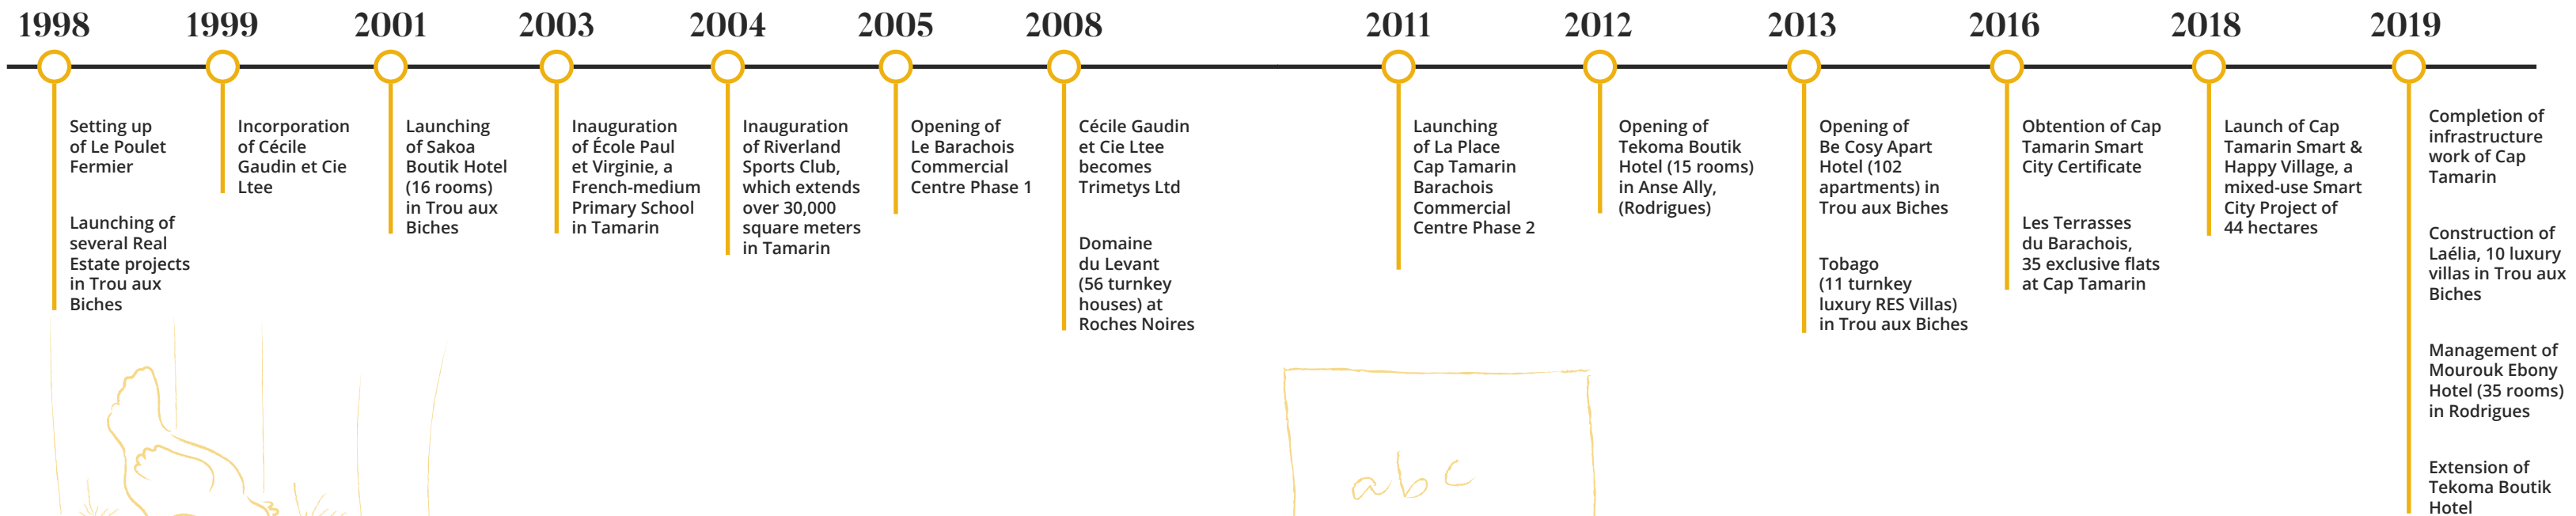 1998
Setting up
of Le Poulet
Fermier
Launching of
several Real
Estate projects
in Trou aux
Biches
1999
Incorporation
of Cécile
Gaudin et Cie
Ltee
2001
Launching
of Sakoa
Boutik Hotel
(16 rooms)
in Trou aux
Biches
2003
Inauguration
of École Paul
et Virginie, a
French-medium
Primary School
in Tamarin
2004
Inauguration
of Riverland
Sports Club,
which extends
over 30,000
square meters
in Tamarin
2005
Opening of
Le Barachois
Commercial
Centre Phase 1
2008
Cécile Gaudin
et Cie Ltee
becomes
Trimetys Ltd
Domaine
du Levant
(56 turnkey
houses) at
Roches Noires
2011
Launching
of La Place
Cap Tamarin
Barachois
Commercial
Centre Phase 2
2012
Opening of
Tekoma Boutik
Hotel (15 rooms)
in Anse Ally,
(Rodrigues)
2013
Opening of
Be Cosy Apart
Hotel (102
apartments) in
Trou aux Biches
Tobago
(11 turnkey
luxury RES Villas)
in Trou aux Biches
2016
Obtention of Cap
Tamarin Smart
City Certificate
Les Terrasses
du Barachois,
35 exclusive flats
at Cap Tamarin
2018
Launch of Cap
Tamarin Smart &
Happy Village, a
mixed-use Smart
City Project of
44 hectares
2019
Completion of
infrastructure
work of Cap
Tamarin
Construction of
Laélia, 10 luxury
villas in Trou aux
Biches
Management of
Mourouk Ebony
Hotel (35 rooms)
in Rodrigues
Extension of
Tekoma Boutik
Hotel
abc